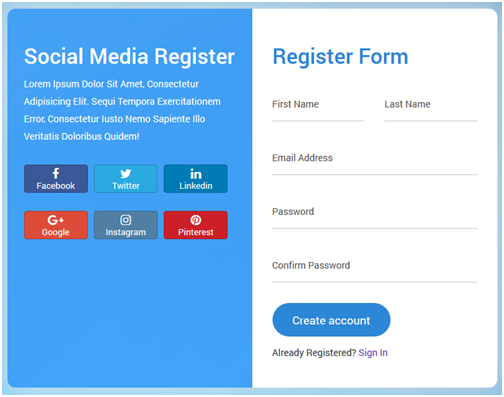 Social Media Register
Lorem Ipsum Dolor Sit Amet, Consectetur
Adipisicing Elit. Sequi Tempora Exercitationem
Error, Consectetur Iusto Nemo Sapiente Illo
Veritatis Doloribus Quidem!
Facebook
Twitter
Linkedin
G+
Google
Instagram
Pinterest
Register Form
First Name
Last Name
Email Address
Password
Confirm Password
Create account
Already Registered? Sign In